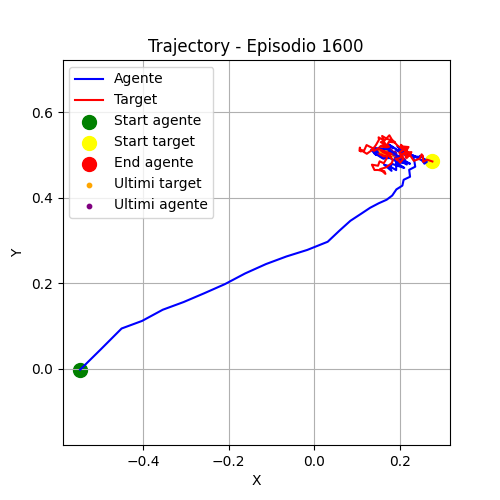 Trajectory - Episodio 1600
Agente
Target
Start agente
Start target
End agente
Ultimi target
Ultimi agente
0.6
0.4
0.2
0.0
Y
−0.4
−0.2
0.0
0.2
X